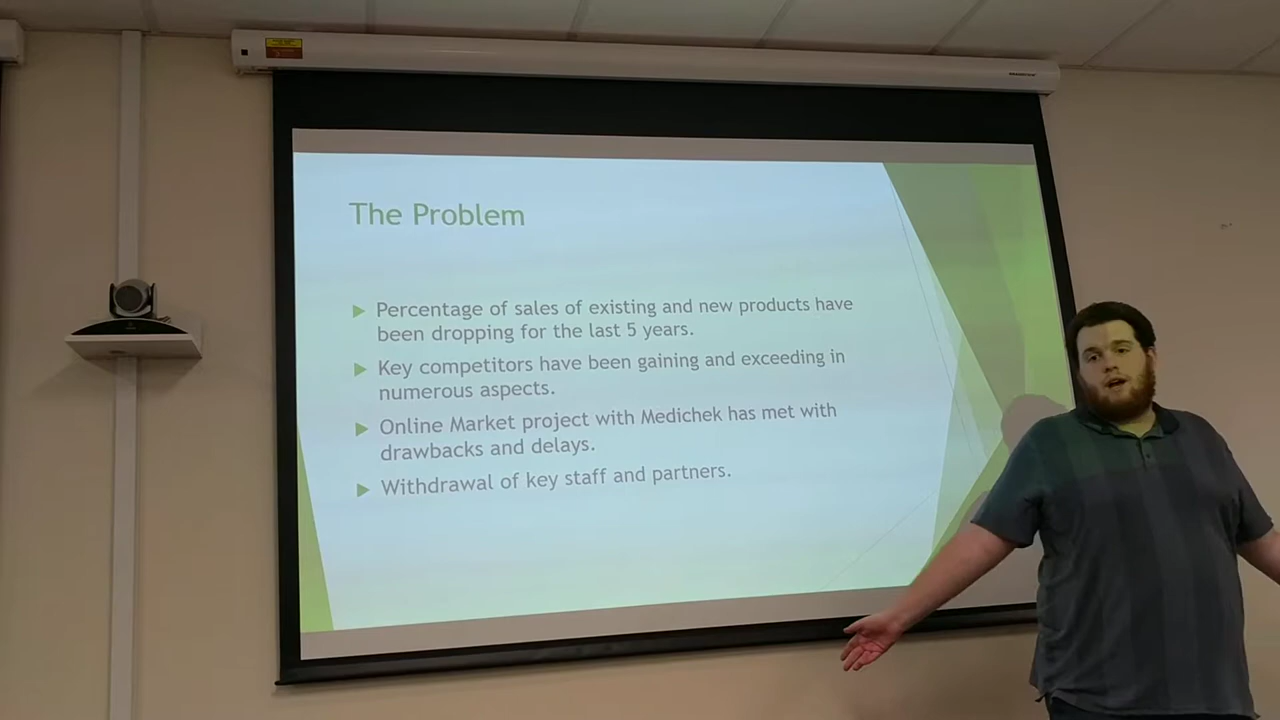 The Problem
Percentage of sales of existing and new products have
been dropping for the last 5 years.
Key competitors have been gaining and exceeding in
numerous aspects.
Online Market project with Medichek has met with
drawbacks and delays.
Withdrawal of key staff and partners.